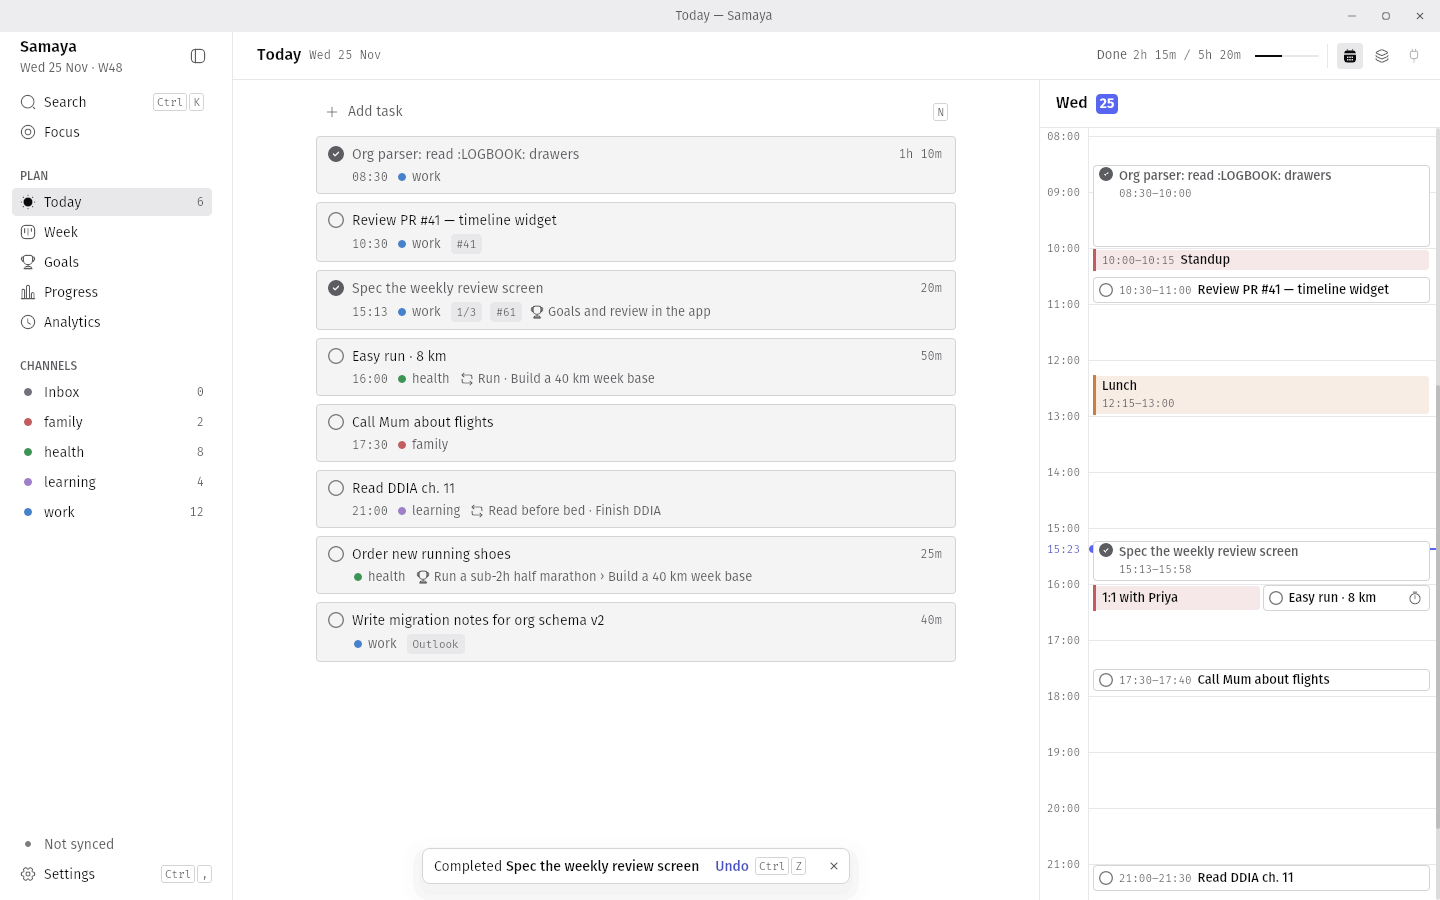 Today — Samaya
Samaya
Wed 25 Nov · W48
Search Ctrl K
Focus
PLAN
Today 6
Week
Goals
Progress
Analytics
CHANNELS
Inbox 0
family 2
health 8
learning 4
work 12
Not synced
Settings Ctrl ,
Today Wed 25 Nov
Done 2h 15m / 5h 20m
Add task N
Org parser: read :LOGBOOK: drawers 1h 10m
08:30 work
Review PR #41 — timeline widget
10:30 work #41
Spec the weekly review screen 20m
15:13 work 1/3 #61 Goals and review in the app
Easy run · 8 km 50m
16:00 health Run · Build a 40 km week base
Call Mum about flights
17:30 family
Read DDIA ch. 11
21:00 learning Read before bed · Finish DDIA
Order new running shoes 25m
health Run a sub-2h half marathon › Build a 40 km week base
Write migration notes for org schema v2 40m
work Outlook
Completed Spec the weekly review screen Undo Ctrl Z
Wed 25
08:00
Org parser: read :LOGBOOK: drawers
09:00 08:30–10:00
10:00
10:00–10:15 Standup
10:30–11:00 Review PR #41 — timeline widget
11:00
12:00
Lunch
12:15–13:00
13:00
14:00
15:00
15:23 Spec the weekly review screen
15:13–15:58
16:00
1:1 with Priya Easy run · 8 km
17:00
17:30–17:40 Call Mum about flights
18:00
19:00
20:00
21:00
21:00–21:30 Read DDIA ch. 11